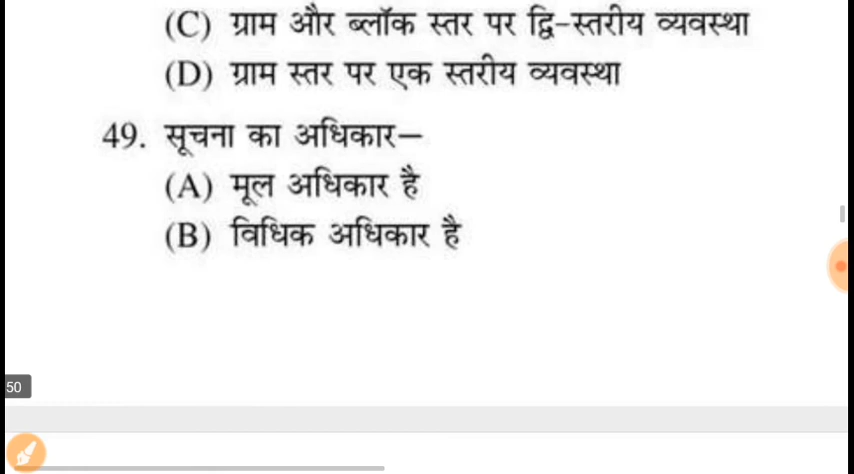 (C) ग्राम और ब्लॉक स्तर पर द्वि-स्तरीय व्यवस्था
(D) ग्राम स्तर पर एक स्तरीय व्यवस्था
49. सूचना का अधिकार—
(A) मूल अधिकार है
(B) विधिक अधिकार है
50